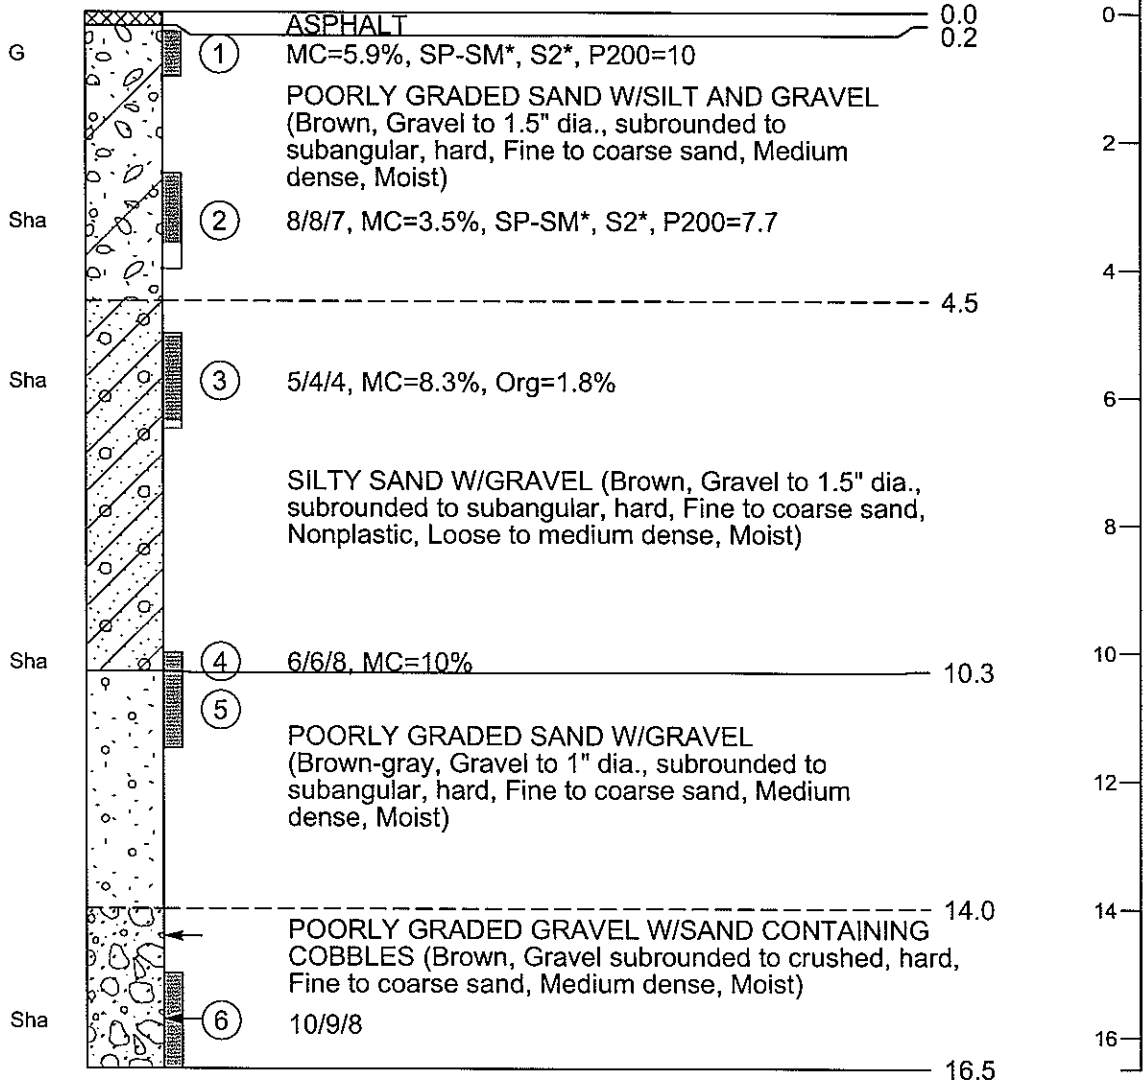 0.0
0
ASPHALT
0.2
G
1
MC=5.9%, SP-SM*, S2*, P200=10
POORLY GRADED SAND W/SILT AND GRAVEL
(Brown, Gravel to 1.5" dia., subrounded to
subangular, hard, Fine to coarse sand, Medium
dense, Moist)
2
Sha
2
8/8/7, MC=3.5%, SP-SM*, S2*, P200=7.7
4
4.5
Sha
3
5/4/4, MC=8.3%, Org=1.8%
6
SILTY SAND W/GRAVEL (Brown, Gravel to 1.5" dia.,
subrounded to subangular, hard, Fine to coarse sand,
Nonplastic, Loose to medium dense, Moist)
8
Sha
4
6/6/8, MC=10%
10
10.3
5
POORLY GRADED SAND W/GRAVEL
(Brown-gray, Gravel to 1" dia., subrounded to
subangular, hard, Fine to coarse sand, Medium
dense, Moist)
12
14.0
14
POORLY GRADED GRAVEL W/SAND CONTAINING
COBBLES (Brown, Gravel subrounded to crushed, hard,
Fine to coarse sand, Medium dense, Moist)
Sha
6
10/9/8
16
16.5